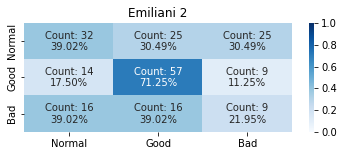 Emiliani 2
Normal
Count: 32
39.02%
Count: 25
30.49%
Count: 25
30.49%
Good
Count: 14
17.50%
Count: 57
71.25%
Count: 9
11.25%
Bad
Count: 16
39.02%
Count: 16
39.02%
Count: 9
21.95%
Normal
Good
Bad
1.0
0.8
0.6
0.4
0.2
0.0